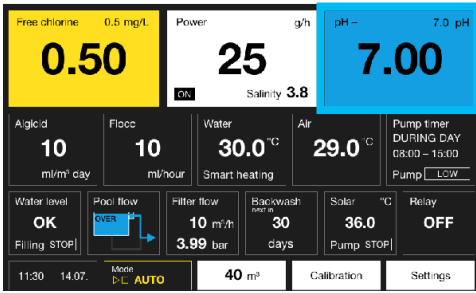 Free chlorine 0.5 mg/L
0.50
Power g/h
25
ON Salinity 3.8
pH – 7.0 pH
7.00
Algicid
10
ml/m³ day
Flocc
10
ml/hour
Water
30.0 °C
Smart heating
Air
29.0 °C
Pump timer
DURING DAY
08:00 – 15:00
Pump LOW
Water level
OK
Filling STOP
Pool flow
OVER
Filter flow
10 m³/h
3.99 bar
Backwash
next in
30
days
Solar °C
36.0
Pump STOP
Relay
OFF
11:30 14.07.
Mode
AUTO
40 m³
Calibration
Settings